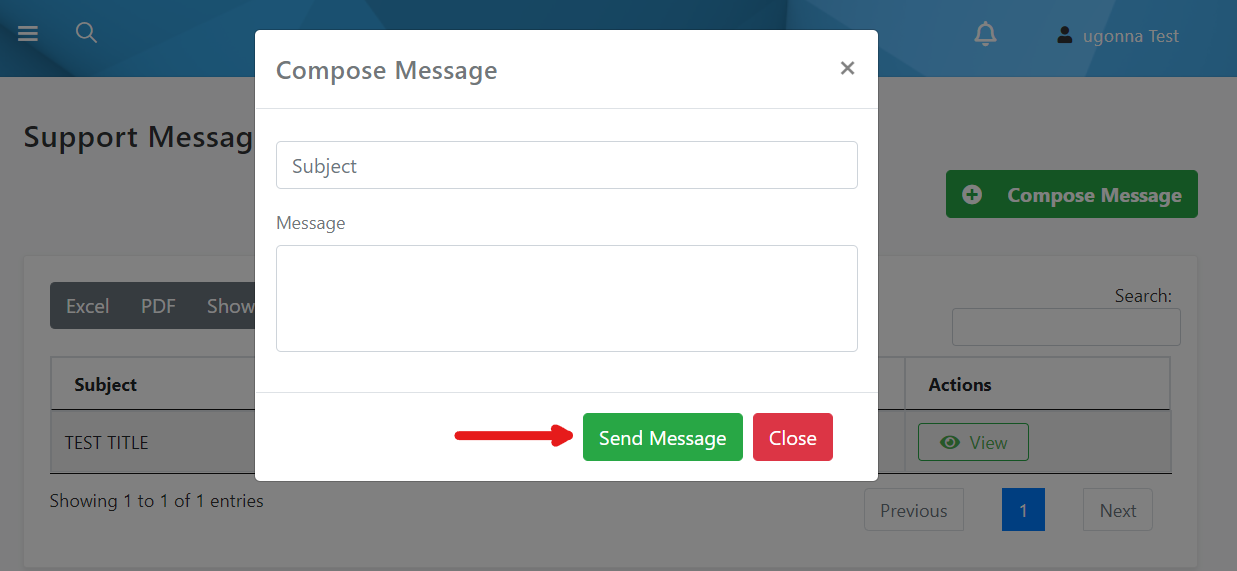 ugonna Test
Compose Message
×
Support Messag
Subject
Compose Message
Message
Excel PDF Show
Search:
Subject Actions
TEST TITLE View
Send Message Close
Showing 1 to 1 of 1 entries
Previous 1 Next